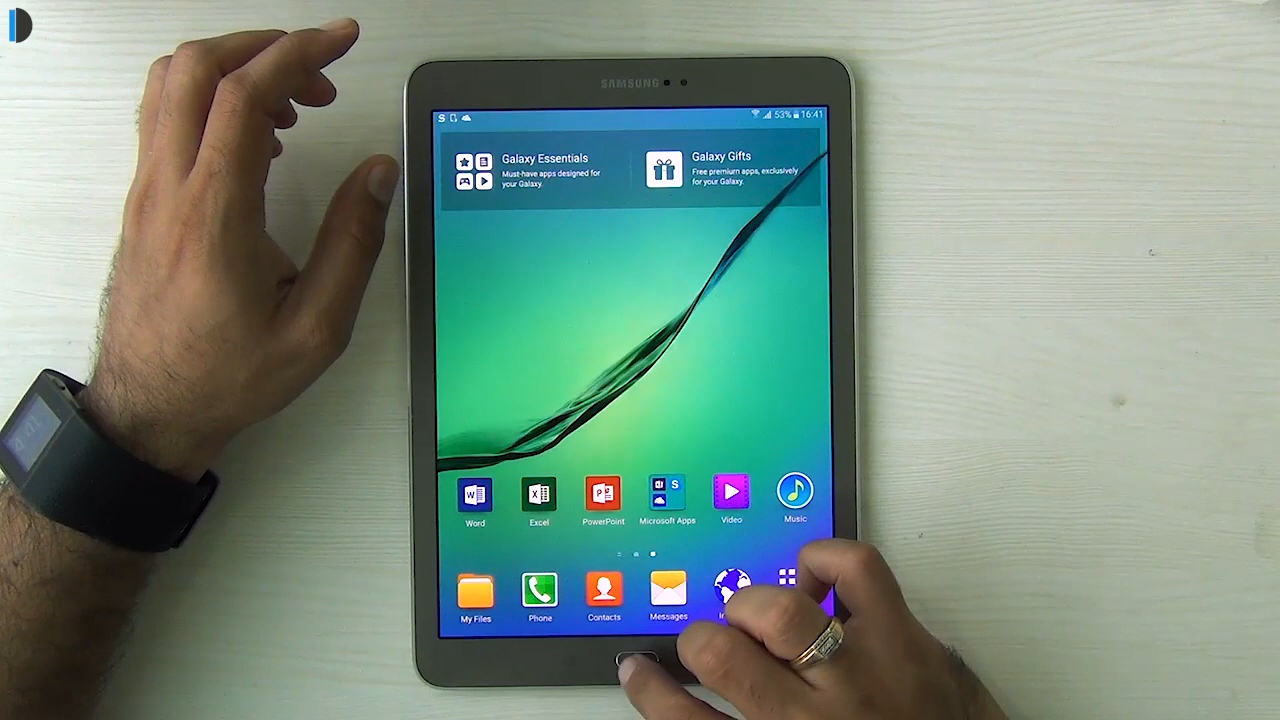 SAMSUNG
S 53% 16:41
Galaxy Essentials
Must-have apps designed for
your Galaxy.
Galaxy Gifts
Free premium apps, exclusively
for your Galaxy.
Word Excel PowerPoint Microsoft Apps Video Music
My Files Phone Contacts Messages